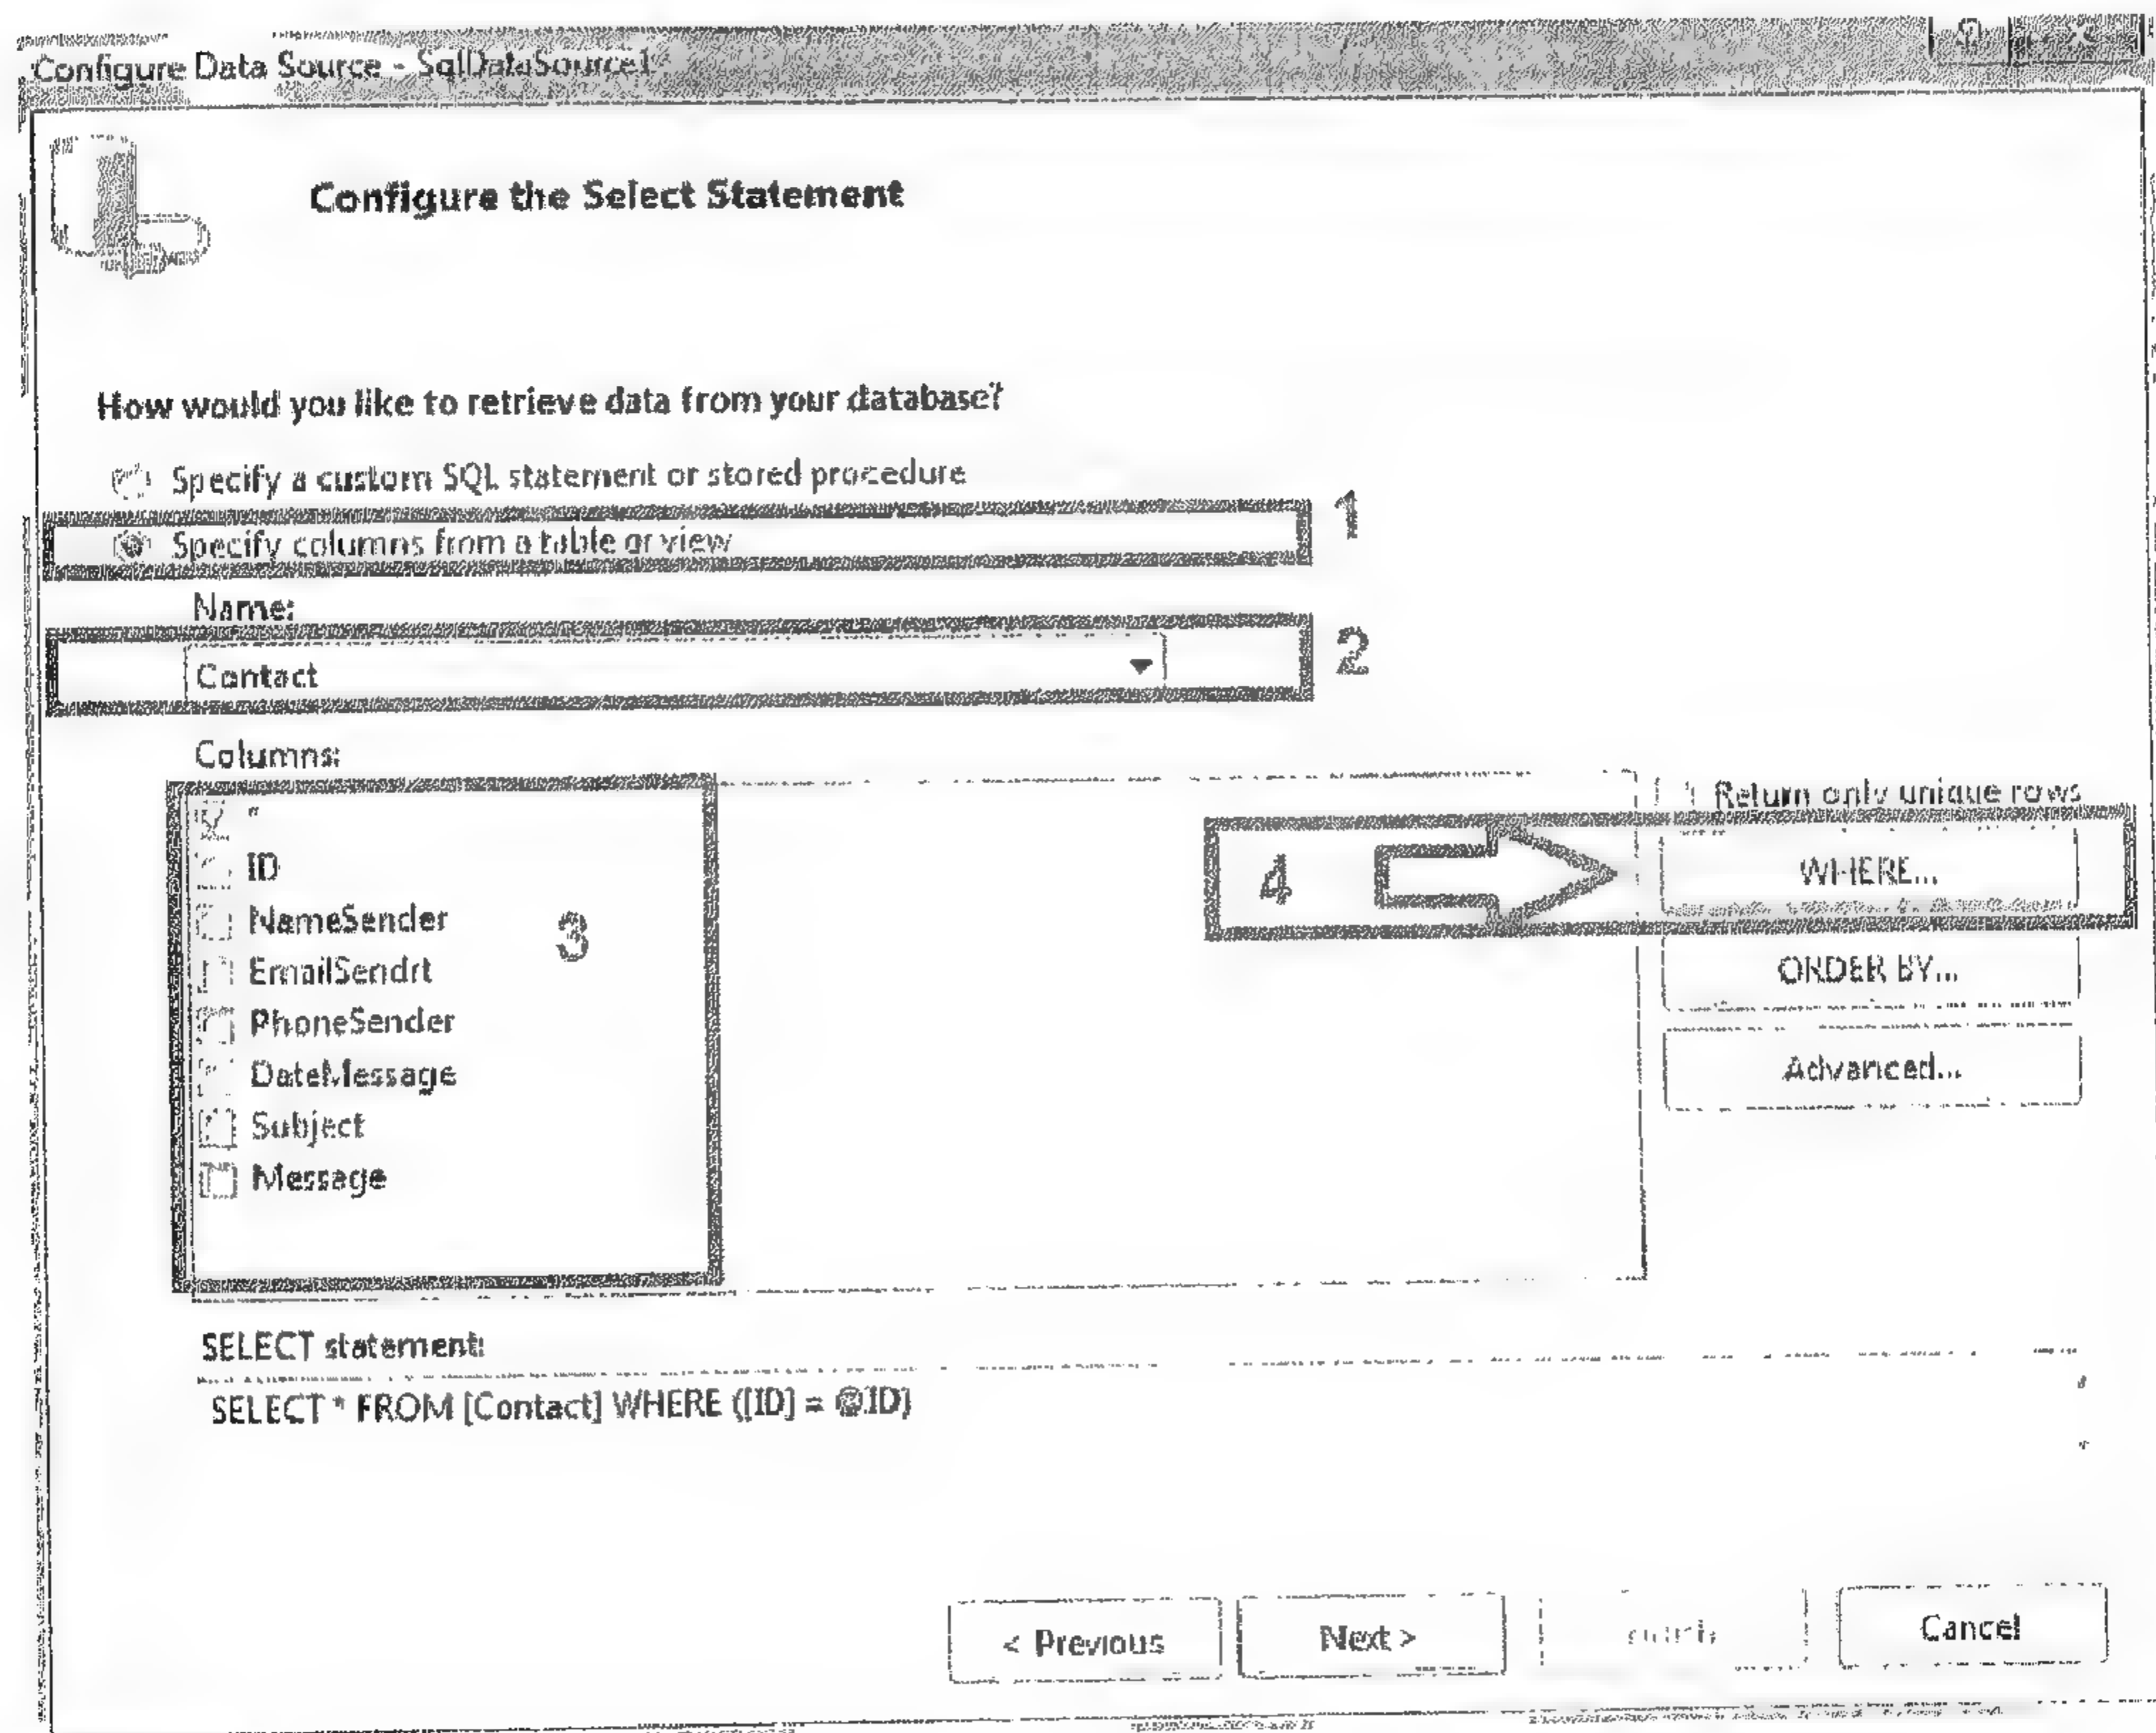 Configure Data Source - SqlDataSource1
Configure the Select Statement
How would you like to retrieve data from your database?
Specify a custom SQL statement or stored procedure
Specify columns from a table or view
1
Name:
Contact
2
Columns:
*
ID
NameSender
EmailSendrt
PhoneSender
DateMessage
Subject
Message
3
Return only unique rows
4
WHERE...
ORDER BY...
Advanced...
SELECT statement:
SELECT * FROM [Contact] WHERE ([ID] = @ID)
< Previous
Next >
Cancel